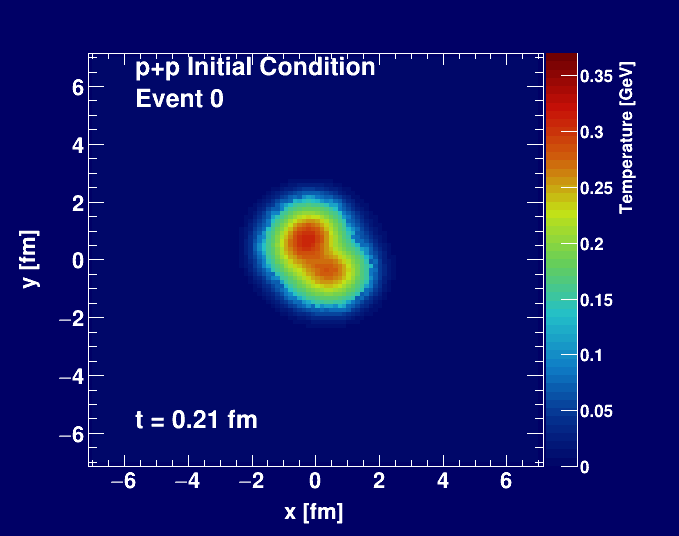 p+p Initial Condition
Event 0
Temperature [GeV]
0.35
0.3
0.25
0.2
0.15
0.1
0.05
0
y [fm]
6
4
2
0
−2
−4
−6
t = 0.21 fm
−6 −4 −2 0 2 4 6
x [fm]